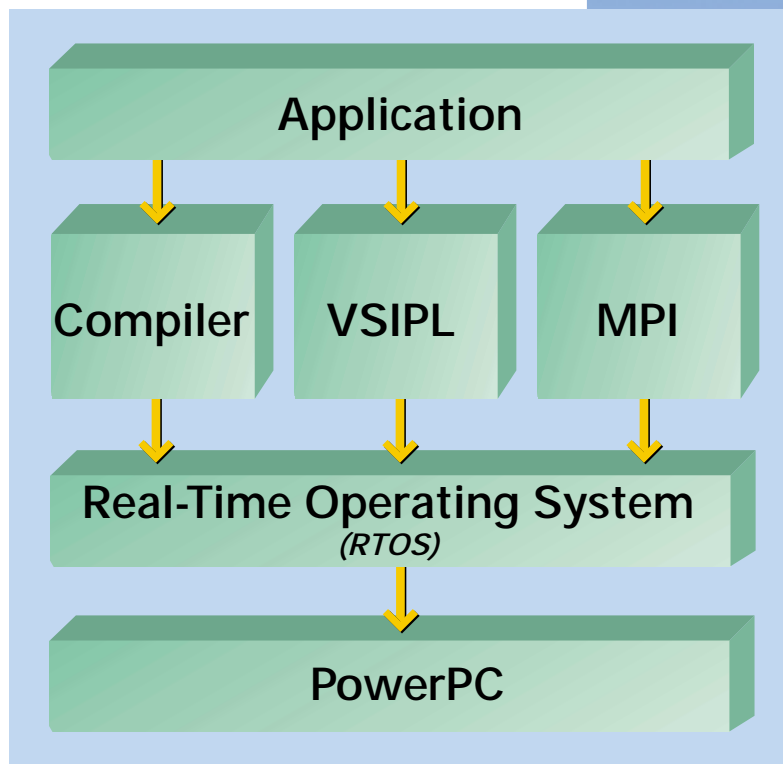 Application
Compiler
VSIPL
MPI
Real-Time Operating System
(RTOS)
PowerPC